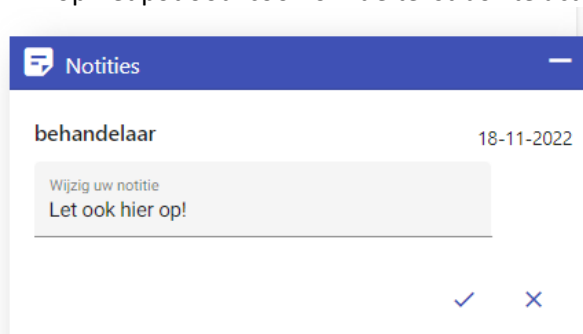 Notities
behandelaar
18-11-2022
Wijzig uw notitie
Let ook hier op!